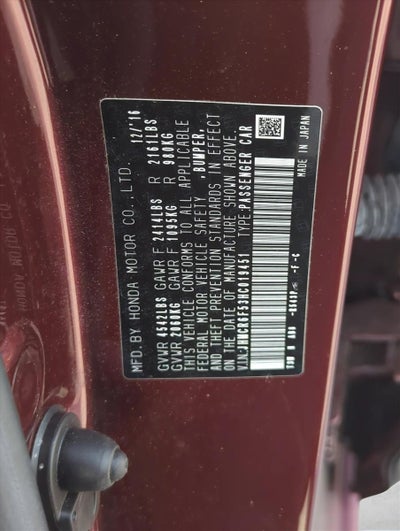 MFD.BY HONDA MOTOR CO.,LTD. 12/'16
GVWR 4542LBS GAWR F 2414LBS R 2161LBS
GVWR 2060KG GAWR F 1095KG R 980KG
THIS VEHICLE CONFORMS TO ALL APPLICABLE
FEDERAL MOTOR VEHICLE SAFETY ,BUMPER,
AND THEFT PREVENTION STANDARDS IN EFFECT
ON THE DATE OF MANUFACTURE SHOWN ABOVE.
V.I.N: TYPE:PASSENGER CAR
-F -C
MADE IN JAPAN